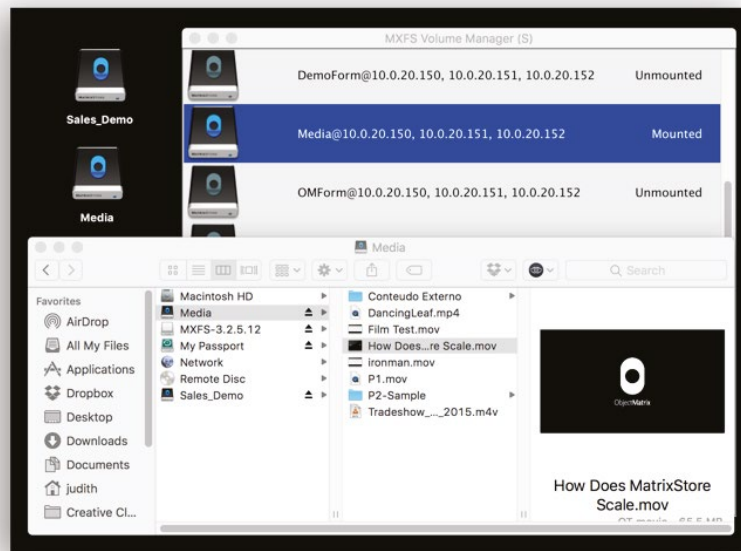 MXFS Volume Manager (S)
Sales_Demo
Media
DemoForm@10.0.20.150, 10.0.20.151, 10.0.20.152 Unmounted
Media@10.0.20.150, 10.0.20.151, 10.0.20.152 Mounted
OMForm@10.0.20.150, 10.0.20.151, 10.0.20.152 Unmounted
Media
Search
Favorites
AirDrop
All My Files
Applications
Dropbox
Desktop
Downloads
Documents
judith
Creative Cl...
Macintosh HD
Media
MXFS-3.2.5.12
My Passport
Network
Remote Disc
Sales_Demo
Conteudo Externo
DancingLeaf.mp4
Film Test.mov
How Does...re Scale.mov
ironman.mov
P1.mov
P2-Sample
Tradeshow_..._2015.m4v
ObjectMatrix
How Does MatrixStore
Scale.mov
QT movie - 65.5 MB